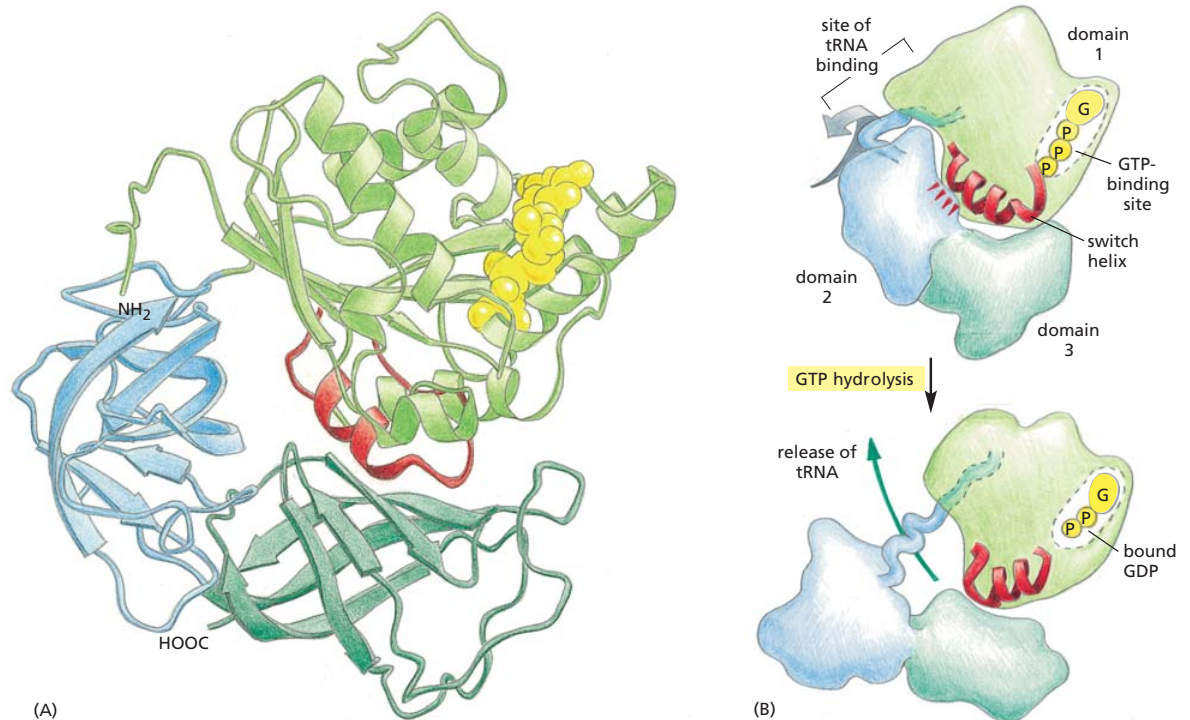 NH2
HOOC
(A)
site of
tRNA
binding
domain
1
G
P
P
P
GTP-
binding
site
switch
helix
domain
2
domain
3
GTP hydrolysis
release of
tRNA
G
P
P
bound
GDP
(B)